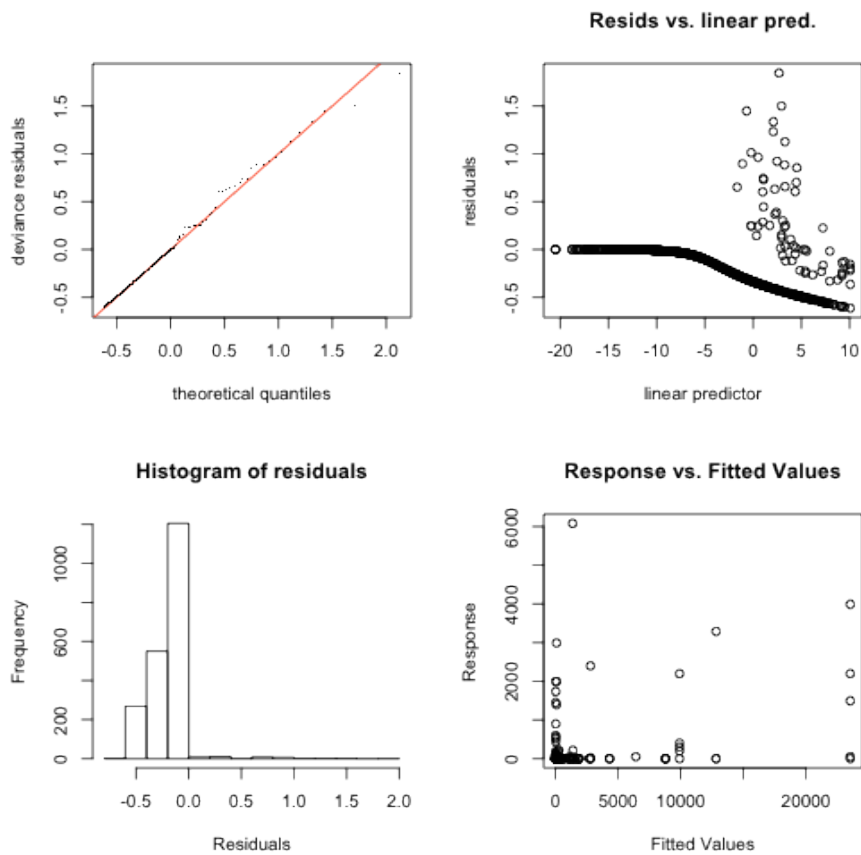 deviance residuals
1.5
1.0
0.5
0.0
-0.5
-0.5 0.0 0.5 1.0 1.5 2.0
theoretical quantiles
Resids vs. linear pred.
residuals
1.5
1.0
0.5
0.0
-0.5
-20 -15 -10 -5 0 5 10
linear predictor
Histogram of residuals
Frequency
1000
600
200
0
-0.5 0.0 0.5 1.0 1.5 2.0
Residuals
Response vs. Fitted Values
Response
6000
4000
2000
0
0 5000 10000 20000
Fitted Values